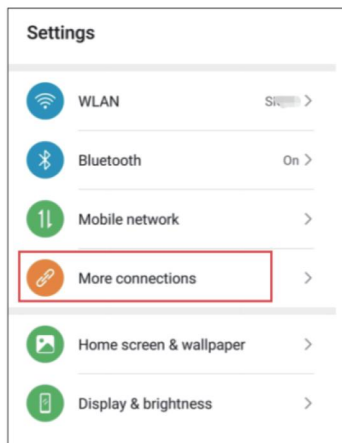 Settings
WLAN
Bluetooth On
Mobile network
More connections
Home screen & wallpaper
Display & brightness